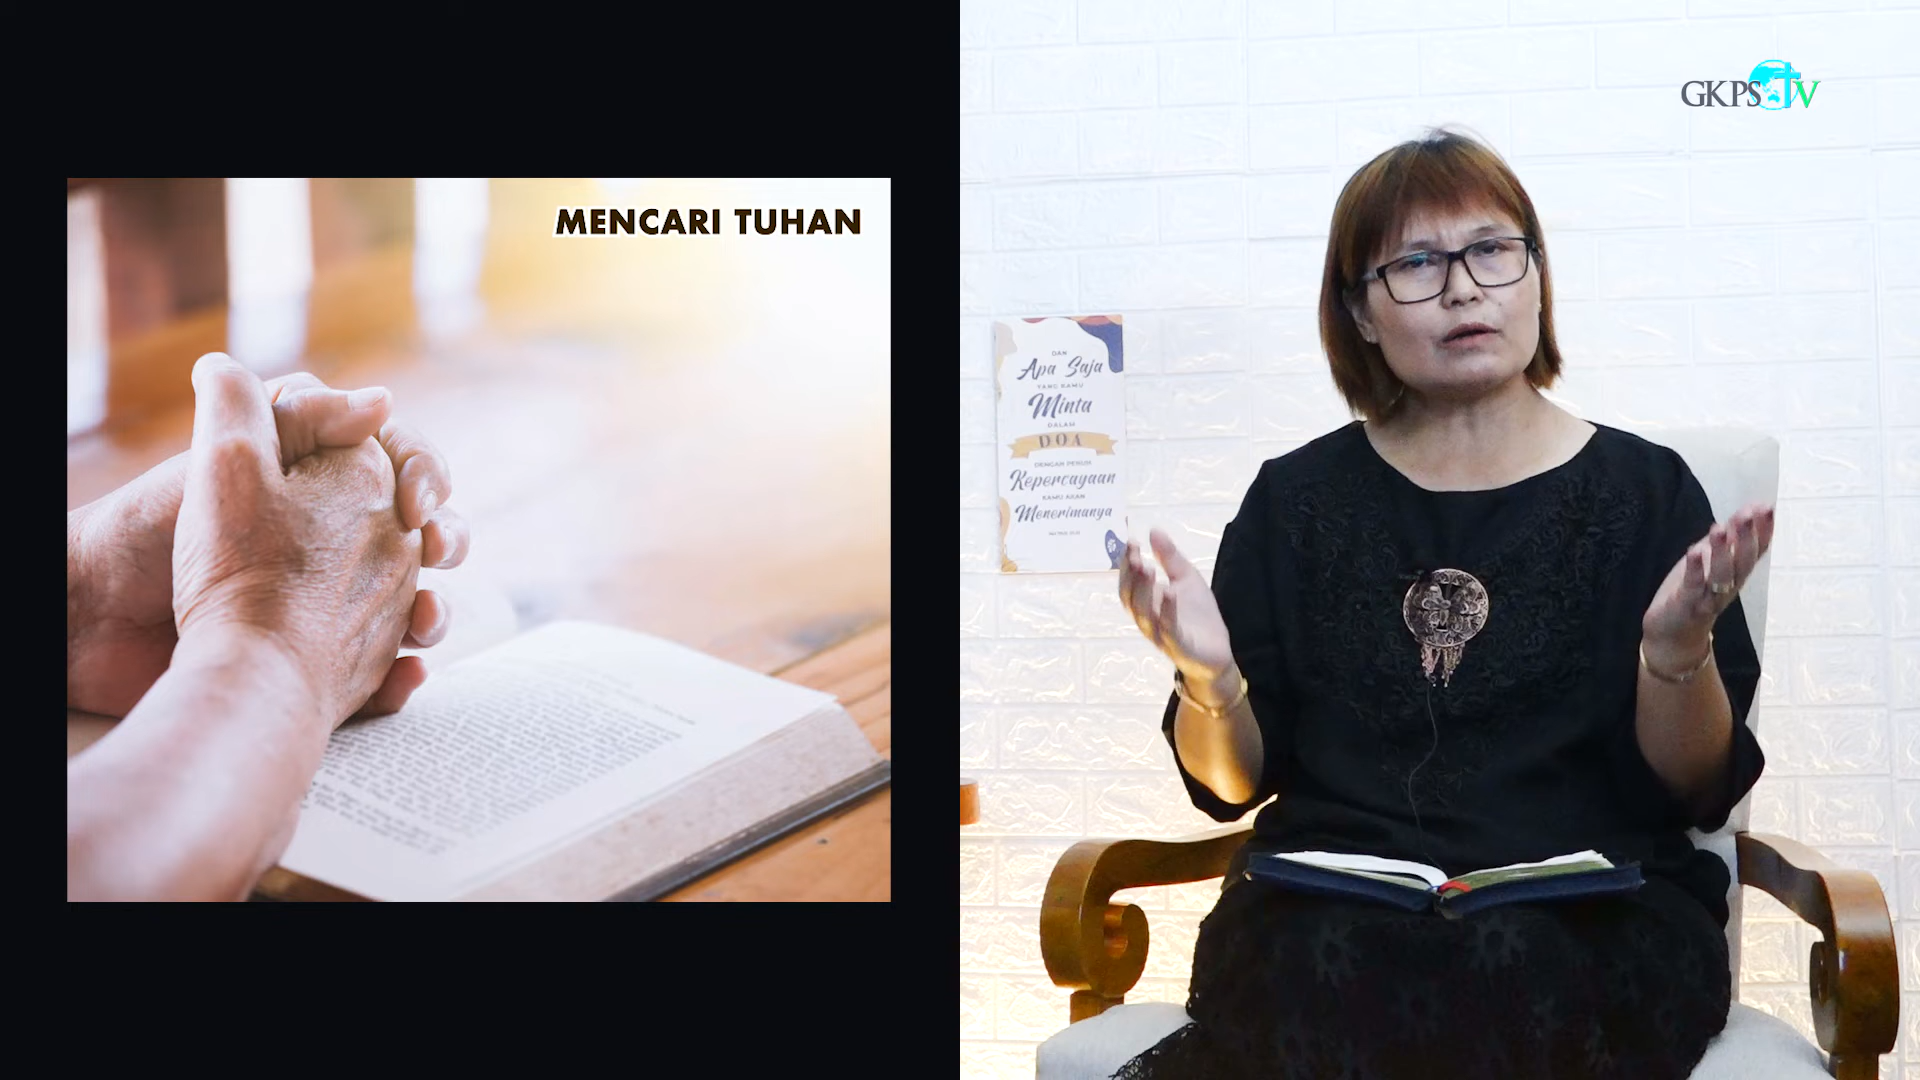 MENCARI TUHAN
GKPS TV
DAN
Apa Saja
YANG KAMU
Minta
DALAM
DOA
DENGAN PENUH
Kepercayaan
KAMU AKAN
Menerimanya